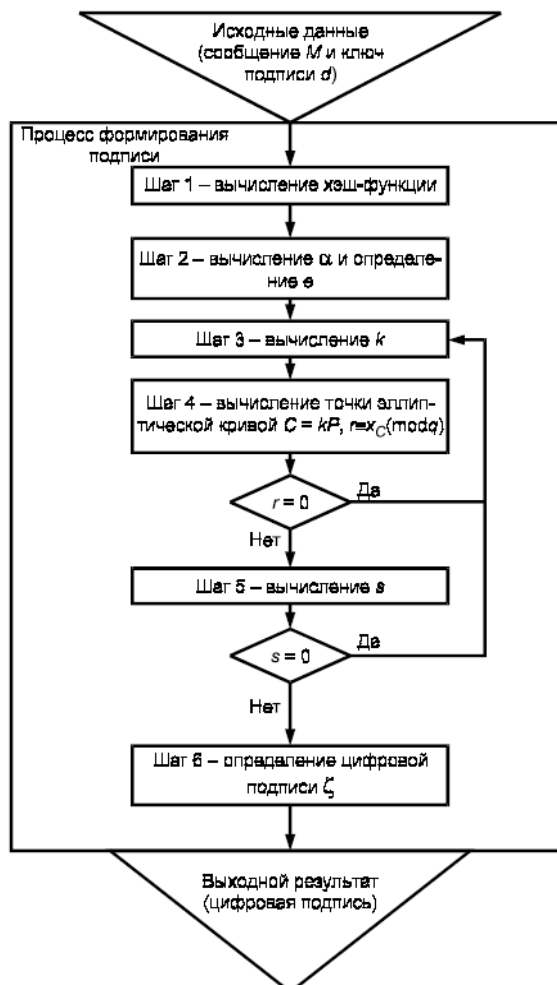 Исходные данные
(сообщение M и ключ
подписи d)
Процесс формирования
подписи
Шаг 1 – вычисление хэш-функции
Шаг 2 – вычисление α и определе-
ние e
Шаг 3 – вычисление k
Шаг 4 – вычисление точки эллип-
тической кривой C = kP, r≡x_C(modq)
r = 0
Да
Нет
Шаг 5 – вычисление s
s = 0
Да
Нет
Шаг 6 – определение цифровой
подписи ζ
Выходной результат
(цифровая подпись)